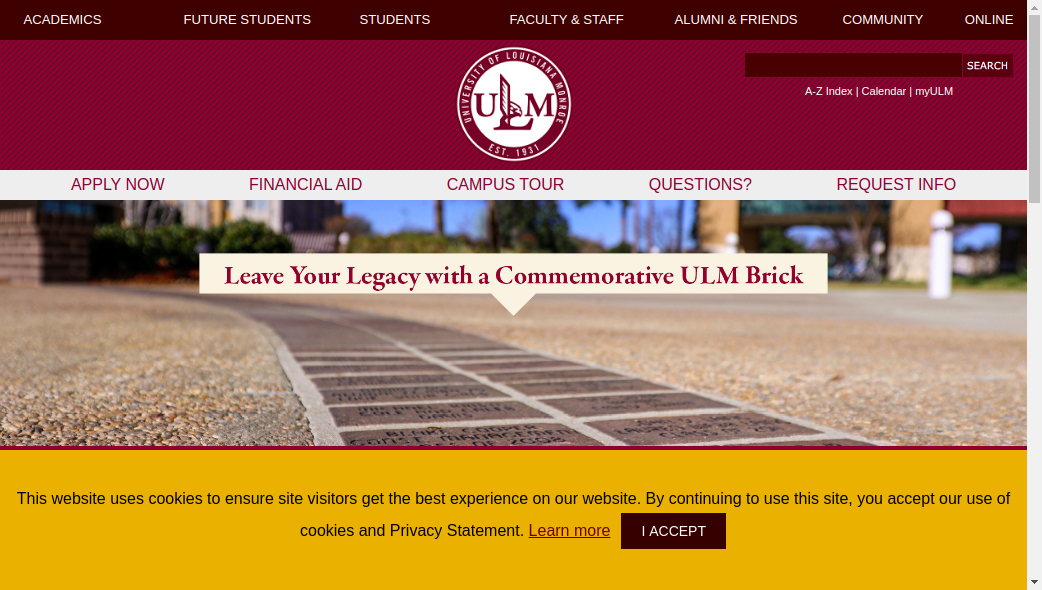 ACADEMICS FUTURE STUDENTS STUDENTS FACULTY & STAFF ALUMNI & FRIENDS COMMUNITY ONLINE
UNIVERSITY OF LOUISIANA MONROE
ULM
EST. 1931
SEARCH
A-Z Index | Calendar | myULM
APPLY NOW FINANCIAL AID CAMPUS TOUR QUESTIONS? REQUEST INFO
Leave Your Legacy with a Commemorative ULM Brick
This website uses cookies to ensure site visitors get the best experience on our website. By continuing to use this site, you accept our use of
cookies and Privacy Statement. Learn more I ACCEPT